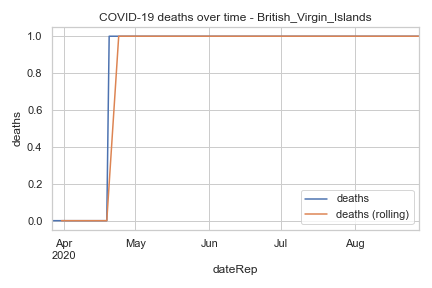 COVID-19 deaths over time - British_Virgin_Islands
deaths
1.0
0.8
0.6
0.4
0.2
0.0
deaths
deaths (rolling)
Apr May Jun Jul Aug
2020
dateRep